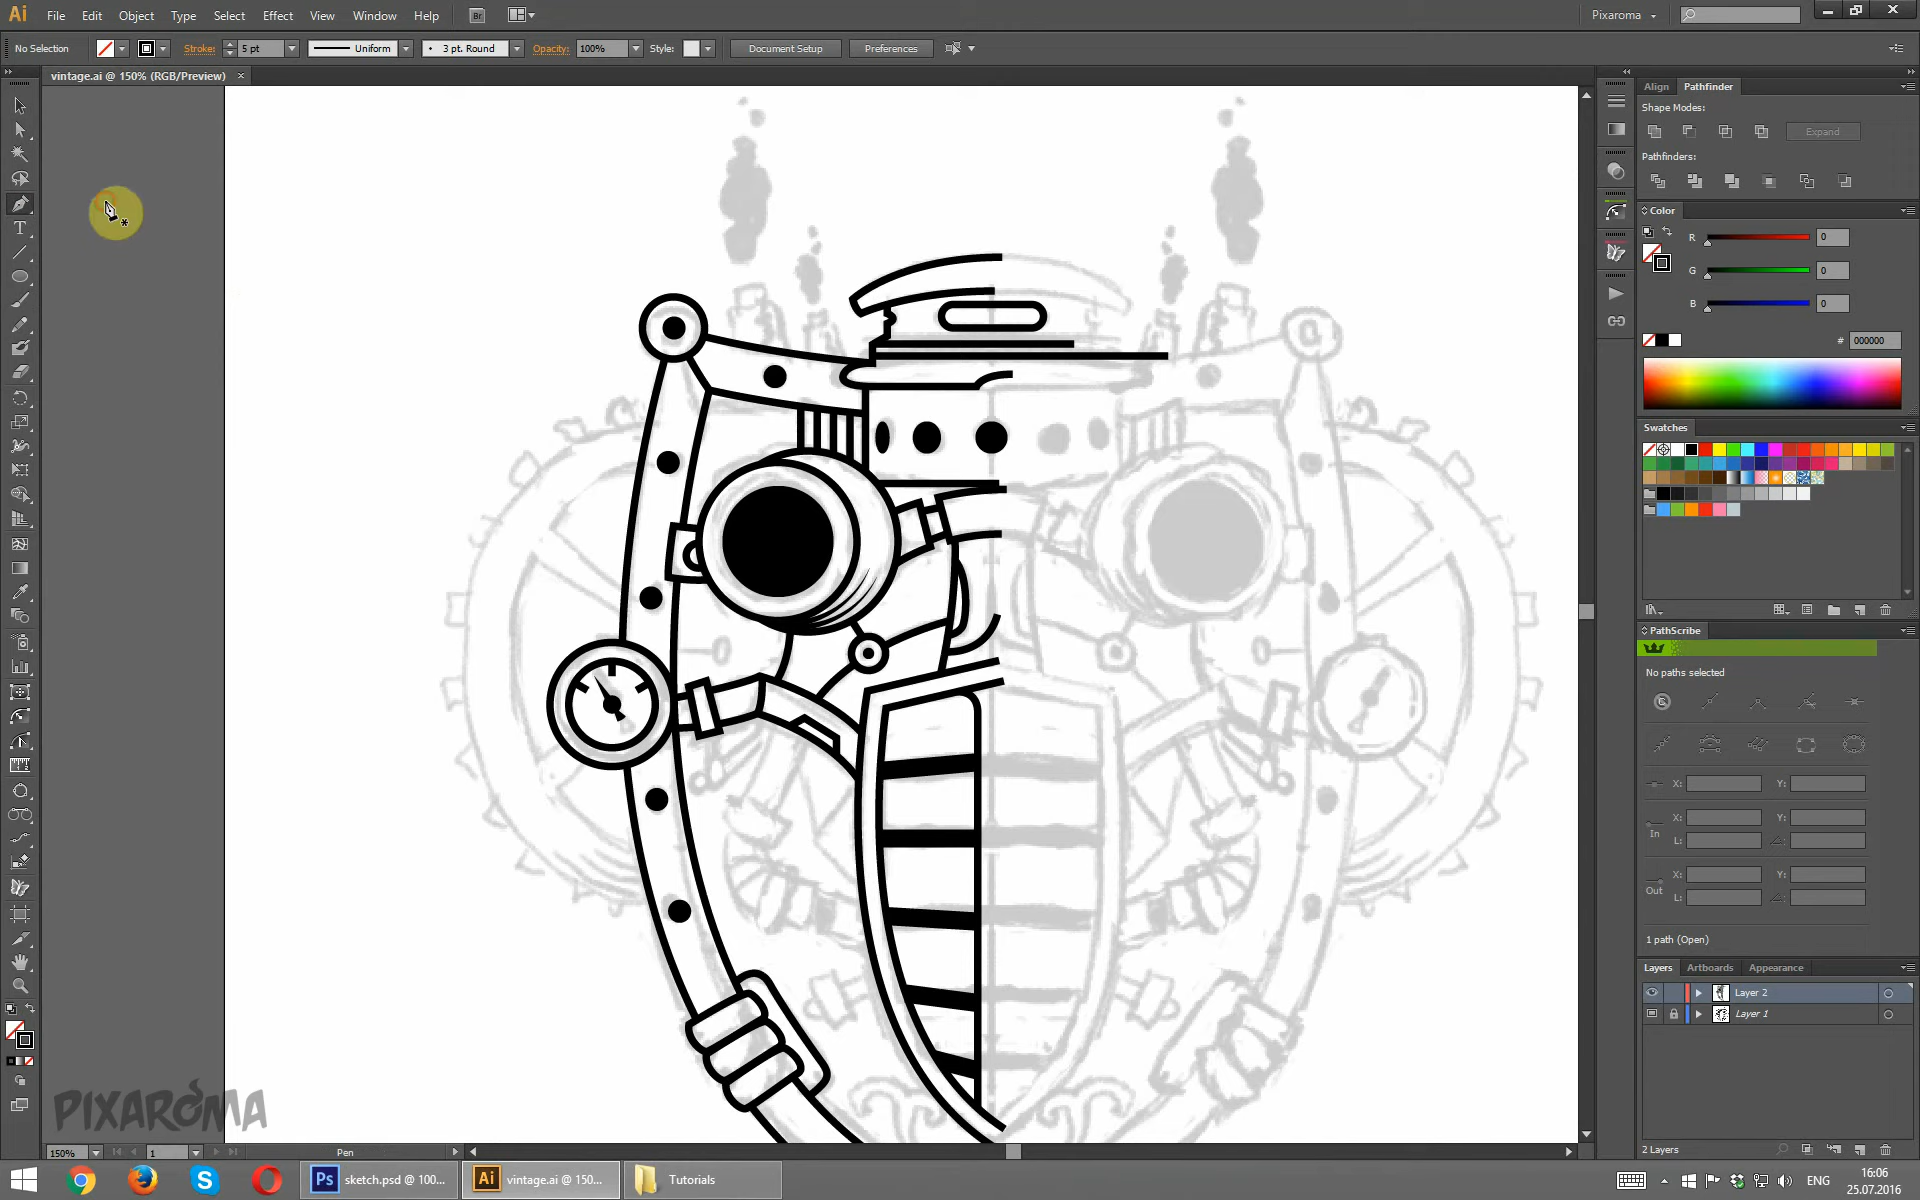 Ai File Edit Object Type Select Effect View Window Help Br Pixaroma
No Selection Stroke: 5 pt Uniform 3 pt. Round Opacity: 100% Style: Document Setup Preferences
vintage.ai @ 150% (RGB/Preview)
Align Pathfinder
Shape Modes:
Expand
Pathfinders:
Color
R 0
G 0
B 0
# 000000
Swatches
PathScribe
No paths selected
X: Y:
X: Y:
In
L:
X: Y:
Out
L:
1 path (Open)
Layers Artboards Appearance
Layer 2
Layer 1
PIXAROMA
150% 1 Pen
2 Layers
Ps sketch.psd @ 100...
Ai vintage.ai @ 150...
Tutorials
ENG
16:06
25.07.2016